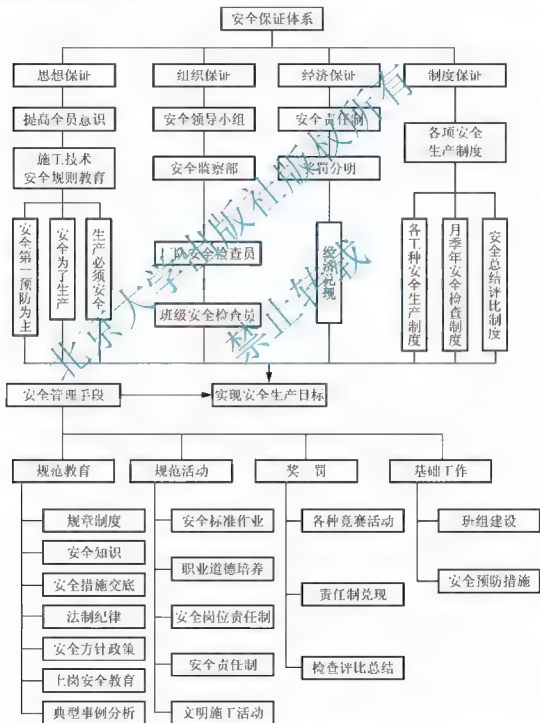 安全保证体系
思想保证
组织保证
经济保证
制度保证
提高全员意识
安全领导小组
安全责任制
各项安全
生产制度
施工技术
安全规则教育
安全监察部
奖罚分明
安全第一预防为主
安全为了生产
生产必须安全
工队安全检查员
班级安全检查员
经济兑现
各工种安全生产制度
月季年安全检查制度
安全总结评比制度
安全管理手段
实现安全生产目标
规范教育
规范活动
奖 罚
基础工作
规章制度
安全知识
安全措施交底
法制纪律
安全方针政策
上岗安全教育
典型事例分析
安全标准作业
职业道德培养
安全岗位责任制
安全责任制
文明施工活动
各种竞赛活动
责任制兑现
检查评比总结
班组建设
安全预防措施
北京大学出版社版权所有
禁止转载